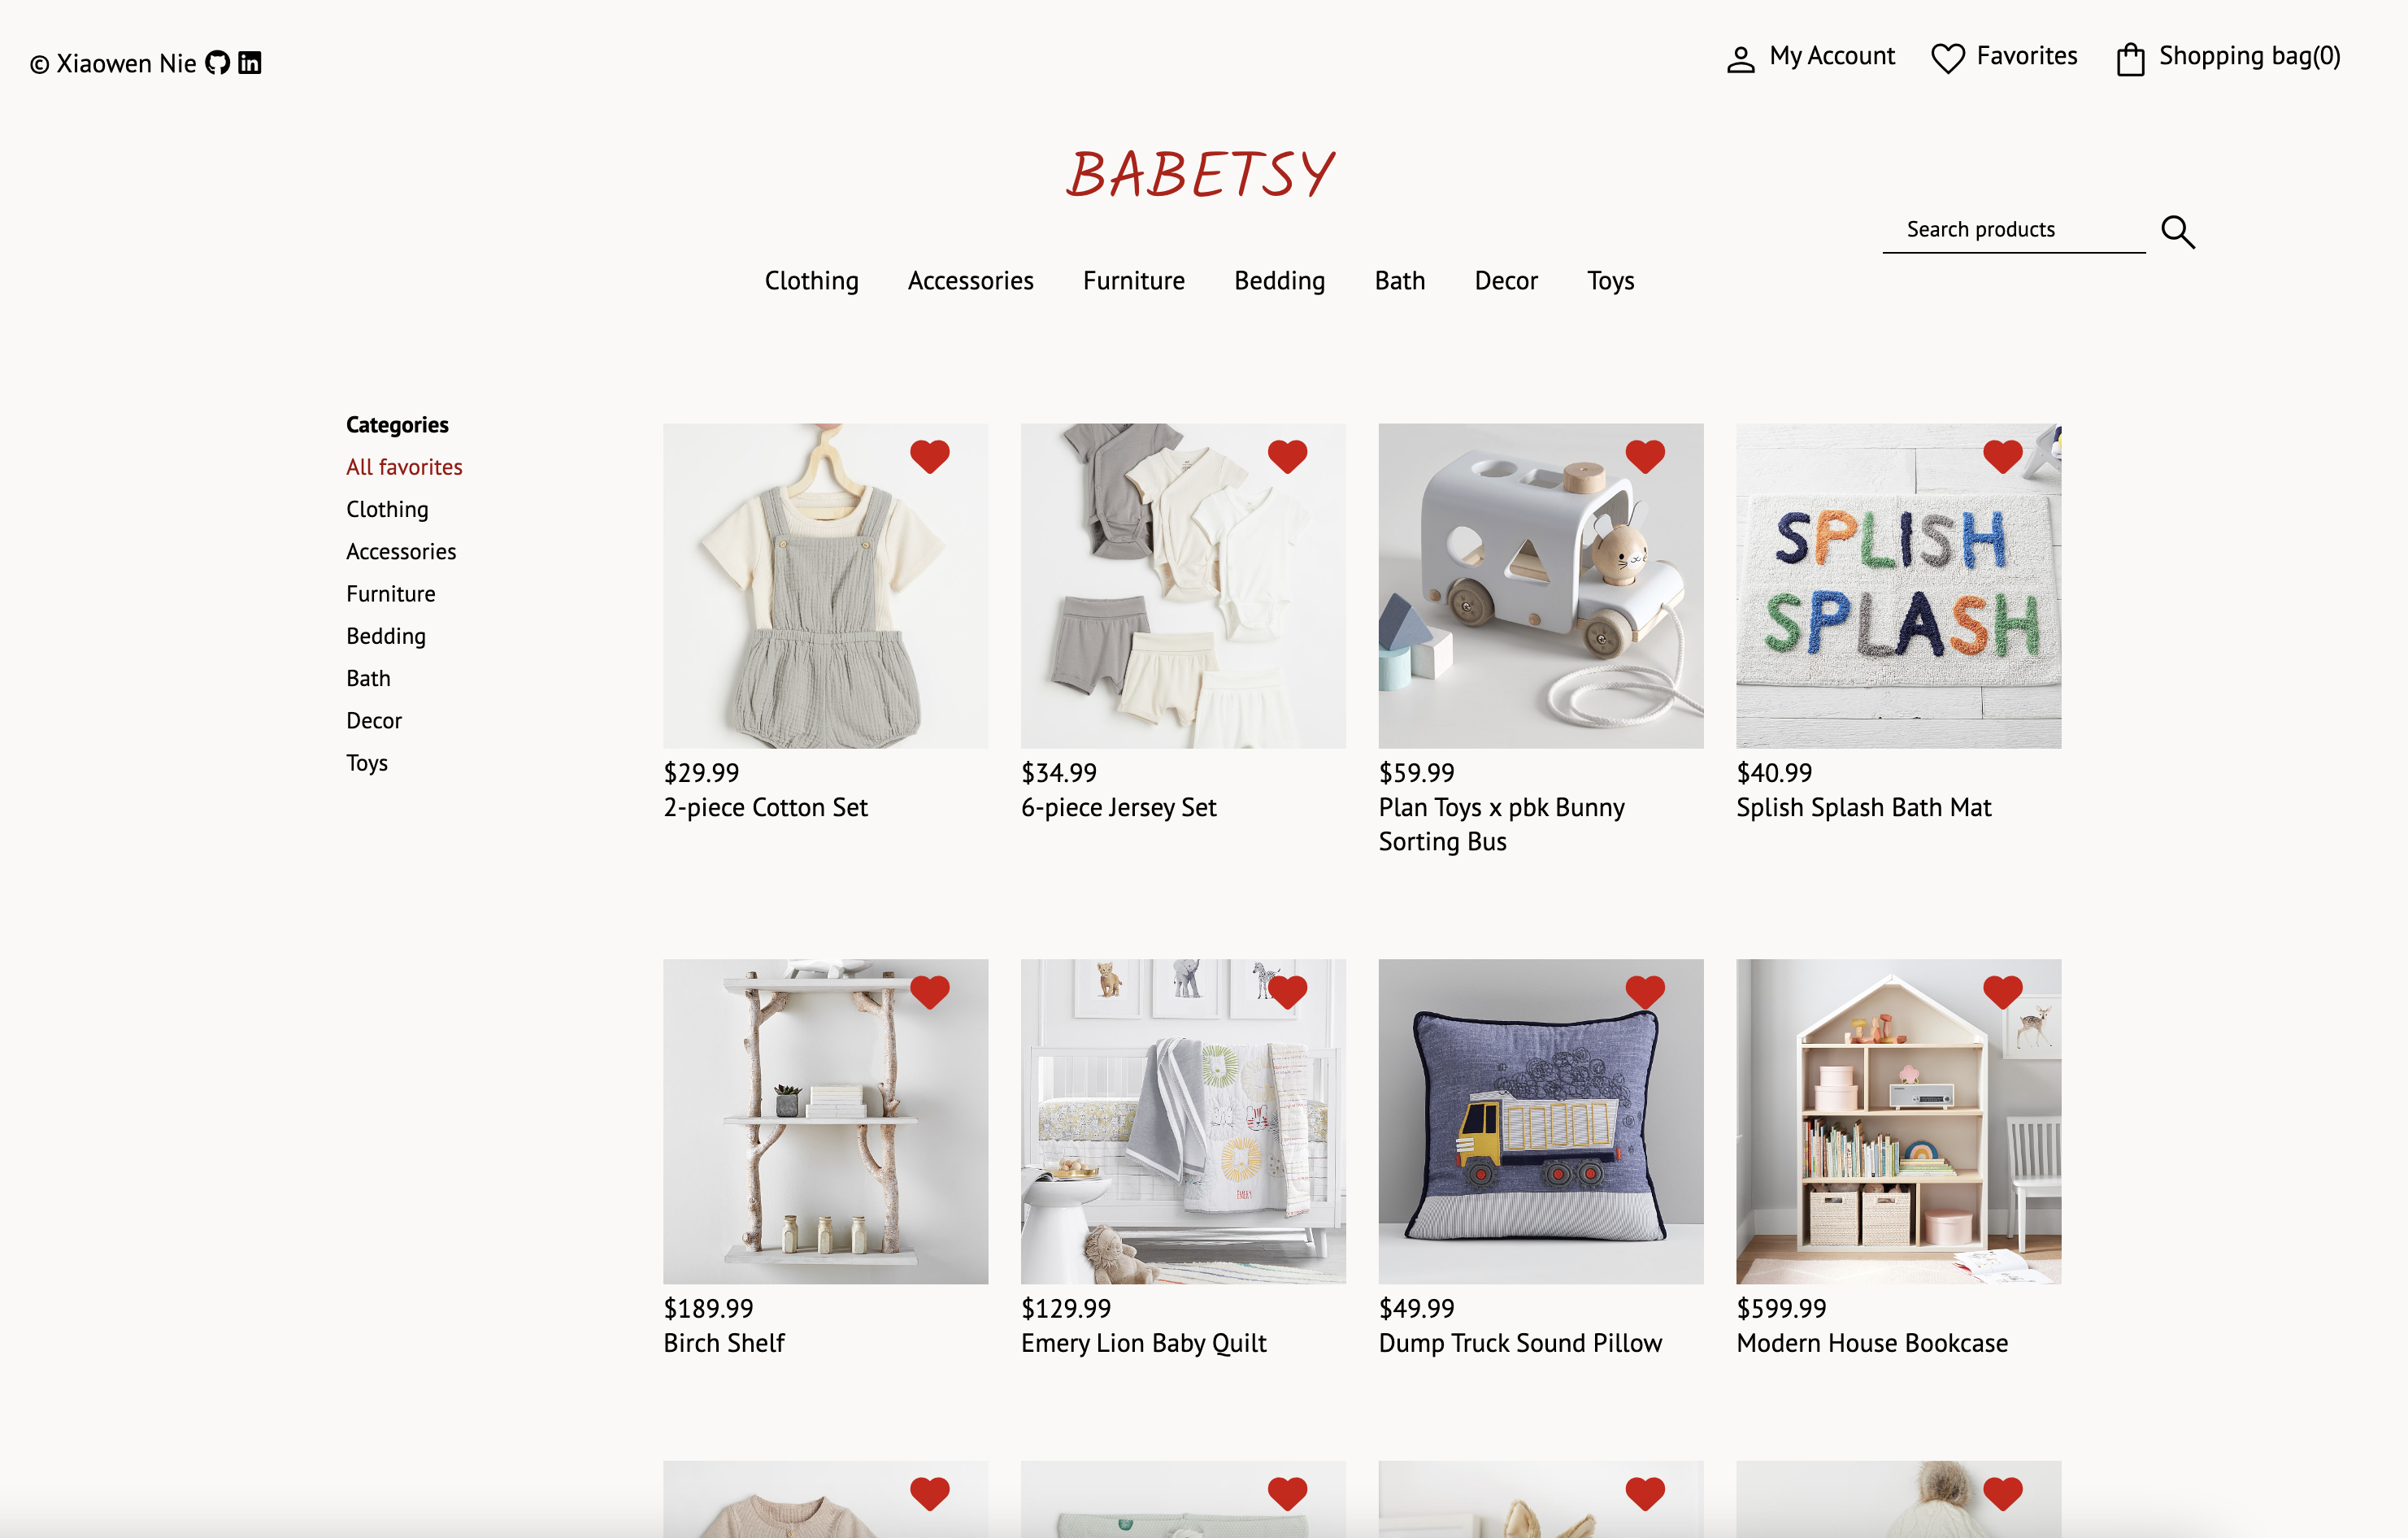 © Xiaowen Nie
My Account
Favorites
Shopping bag(0)
BABETSY
Search products
Clothing
Accessories
Furniture
Bedding
Bath
Decor
Toys
Categories
All favorites
Clothing
Accessories
Furniture
Bedding
Bath
Decor
Toys
SPLISH
SPLASH
$29.99
2-piece Cotton Set
$34.99
6-piece Jersey Set
$59.99
Plan Toys x pbk Bunny
Sorting Bus
$40.99
Splish Splash Bath Mat
EMERY
$189.99
Birch Shelf
$129.99
Emery Lion Baby Quilt
$49.99
Dump Truck Sound Pillow
$599.99
Modern House Bookcase